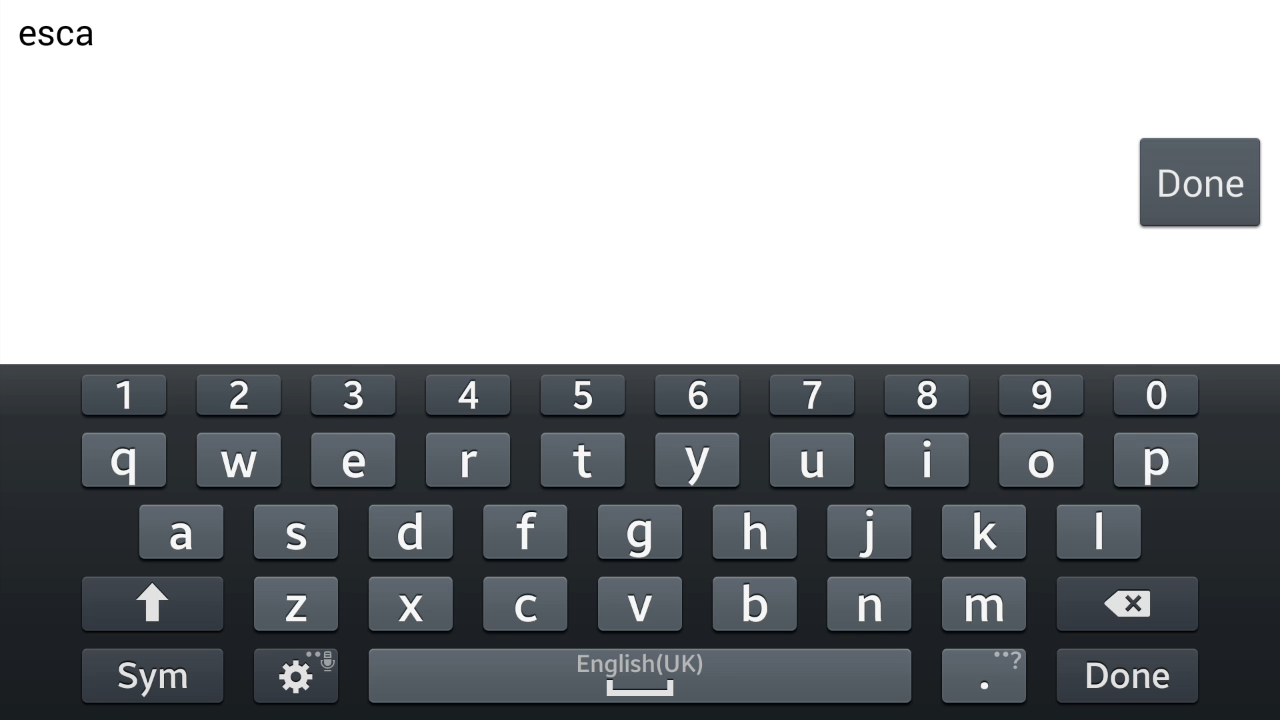 esca
Done
1 2 3 4 5 6 7 8 9 0
q w e r t y u i o p
a s d f g h j k l
z x c v b n m
Sym English(UK) . ? Done